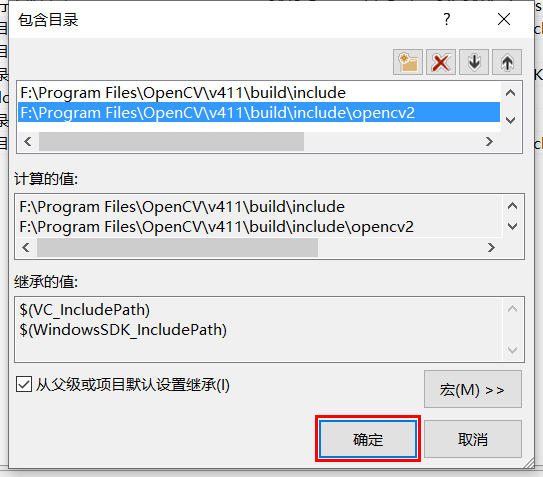 包含目录
?
F:\Program Files\OpenCV\v411\build\include
F:\Program Files\OpenCV\v411\build\include\opencv2
计算的值:
F:\Program Files\OpenCV\v411\build\include
F:\Program Files\OpenCV\v411\build\include\opencv2
继承的值:
$(VC_IncludePath)
$(WindowsSDK_IncludePath)
从父级或项目默认设置继承(I)
宏(M) >>
确定
取消